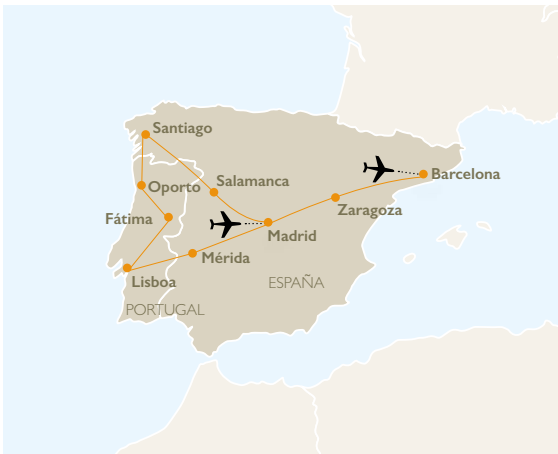 Santiago
Barcelona
Salamanca
Oporto
Zaragoza
Fátima
Madrid
Mérida
Lisboa
ESPAÑA
PORTUGAL